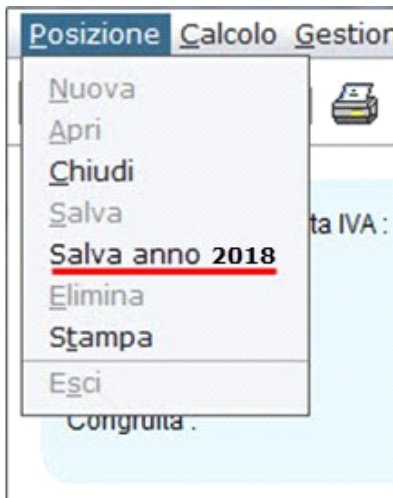 Posizione Calcolo Gestion
Nuova
Apri
Chiudi
Salva
ta IVA :
Salva anno 2018
Elimina
Stampa
Esci
Congruità :